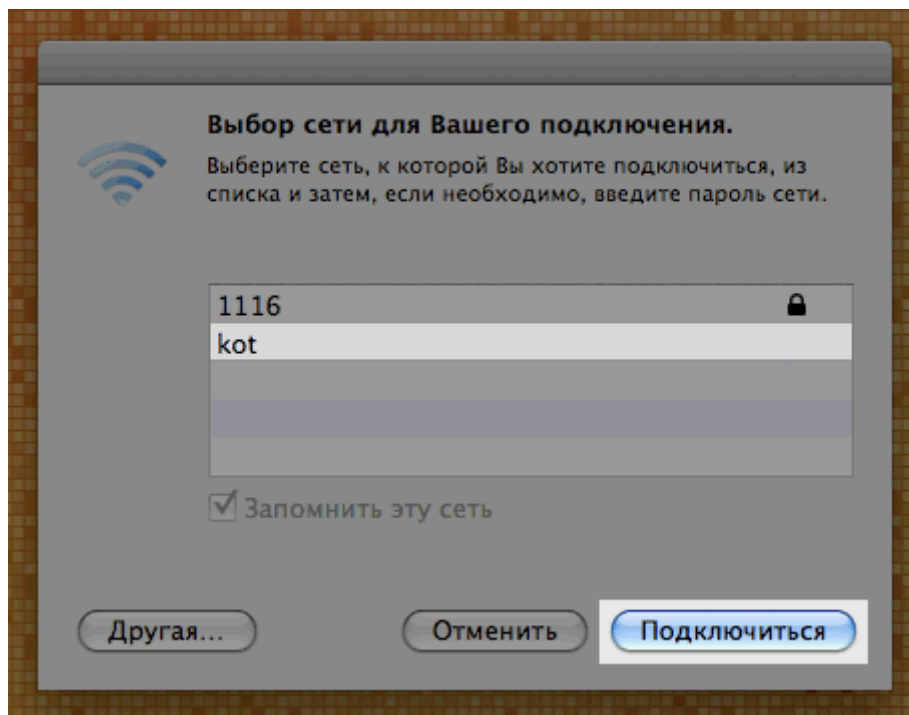 Выбор сети для Вашего подключения.
Выберите сеть, к которой Вы хотите подключиться, из
списка и затем, если необходимо, введите пароль сети.
1116
kot
Запомнить эту сеть
Другая... Отменить Подключиться